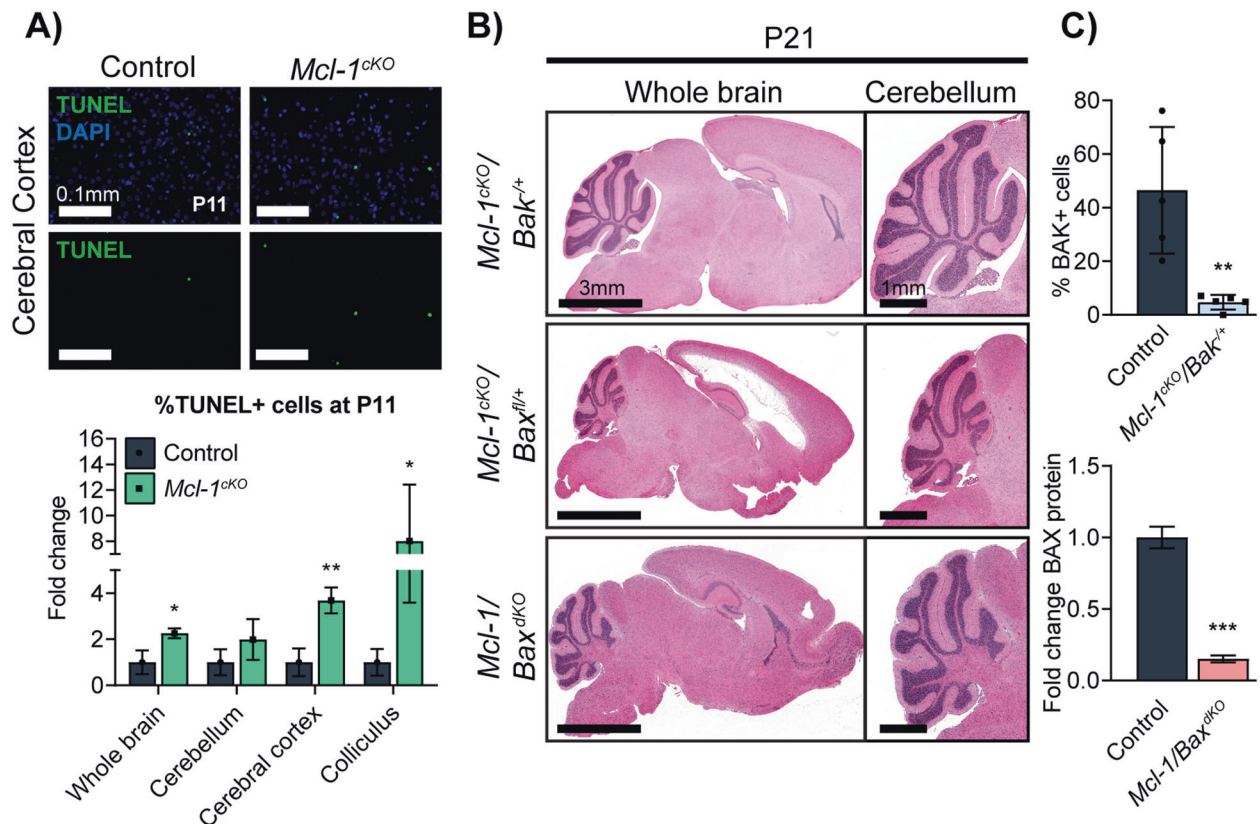 A)
Control
Mcl-1cKO
Cerebral Cortex
TUNEL
DAPI
0.1mm
P11
TUNEL
%TUNEL+ cells at P11
Control
Mcl-1cKO
Fold change
16
14
12
10
8
6
4
2
0
*
**
*
Whole brain
Cerebellum
Cerebral cortex
Colliculus
B)
P21
Whole brain
Cerebellum
Mcl-1cKO/
Bak-/+
3mm
1mm
Mcl-1cKO/
Baxfl/+
Mcl-1/
BaxdKO
C)
% BAK+ cells
80
60
40
20
0
**
Control
Mcl-1cKO/Bak-/+
Fold change BAX protein
1.5
1.0
0.5
0.0
***
Control
Mcl-1/BaxdKO